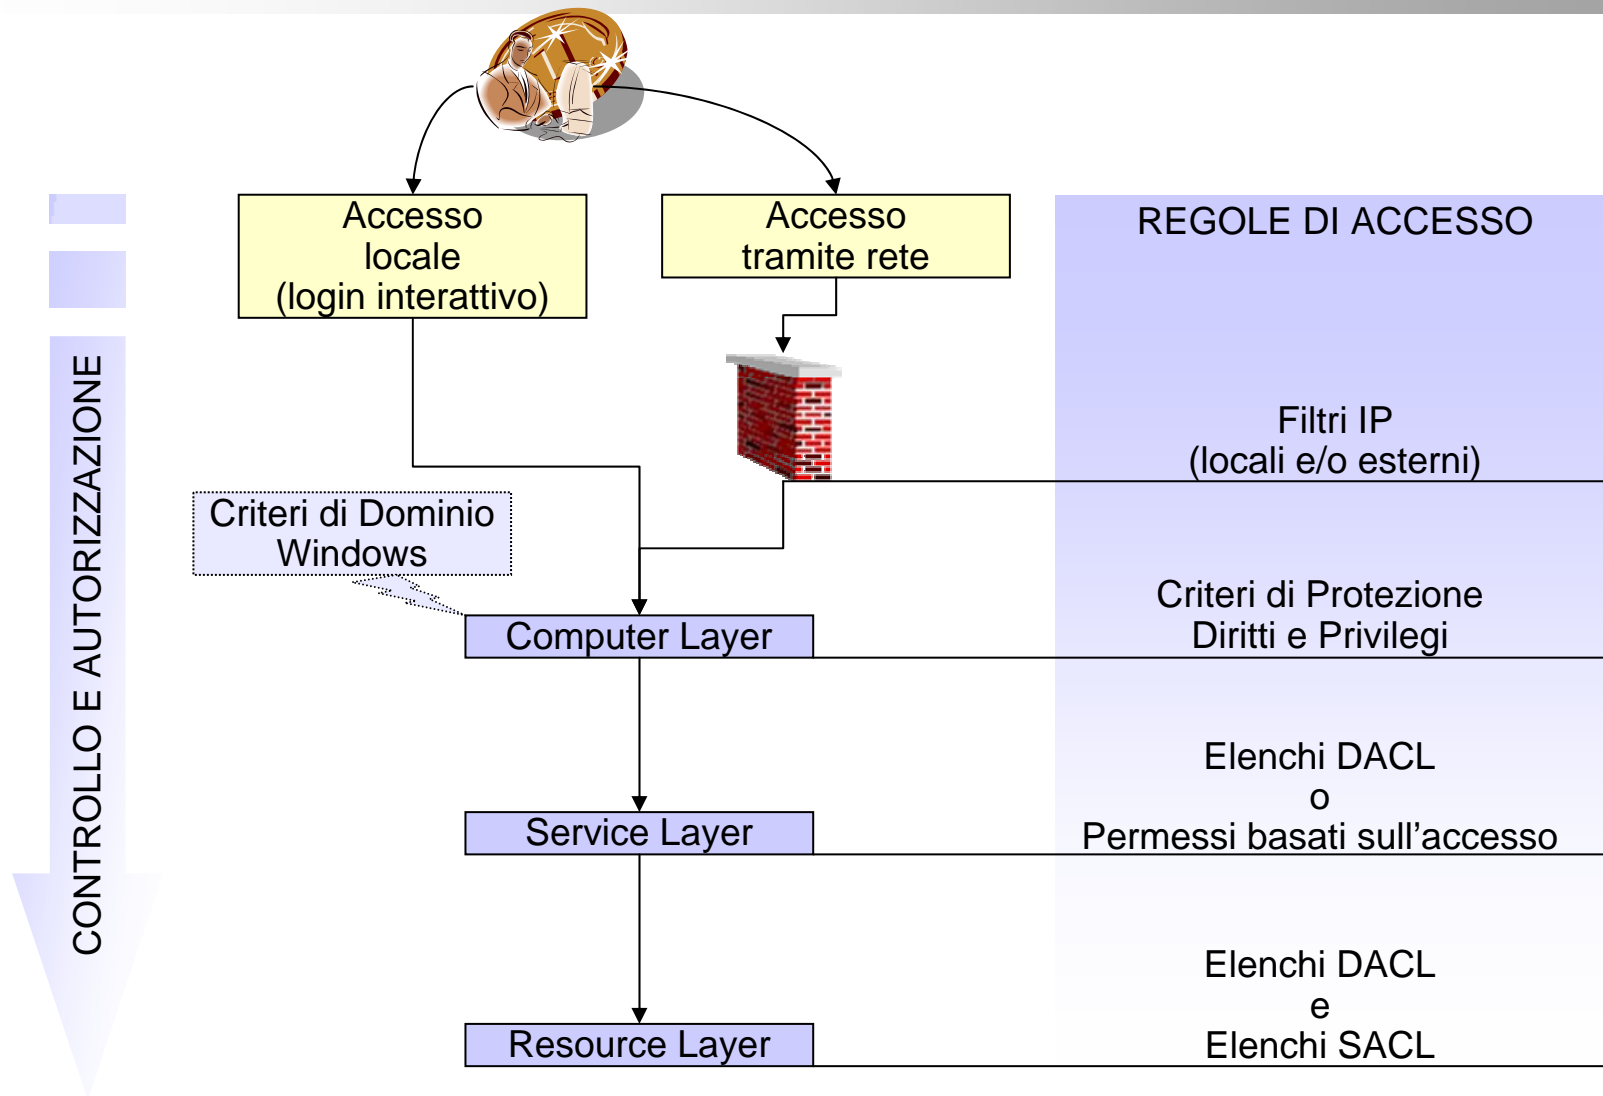 Accesso
locale
(login interattivo)
Accesso
tramite rete
REGOLE DI ACCESSO
Filtri IP
(locali e/o esterni)
CONTROLLO E AUTORIZZAZIONE
Criteri di Dominio
Windows
Criteri di Protezione
Diritti e Privilegi
Computer Layer
Elenchi DACL
o
Permessi basati sull’accesso
Service Layer
Elenchi DACL
e
Elenchi SACL
Resource Layer